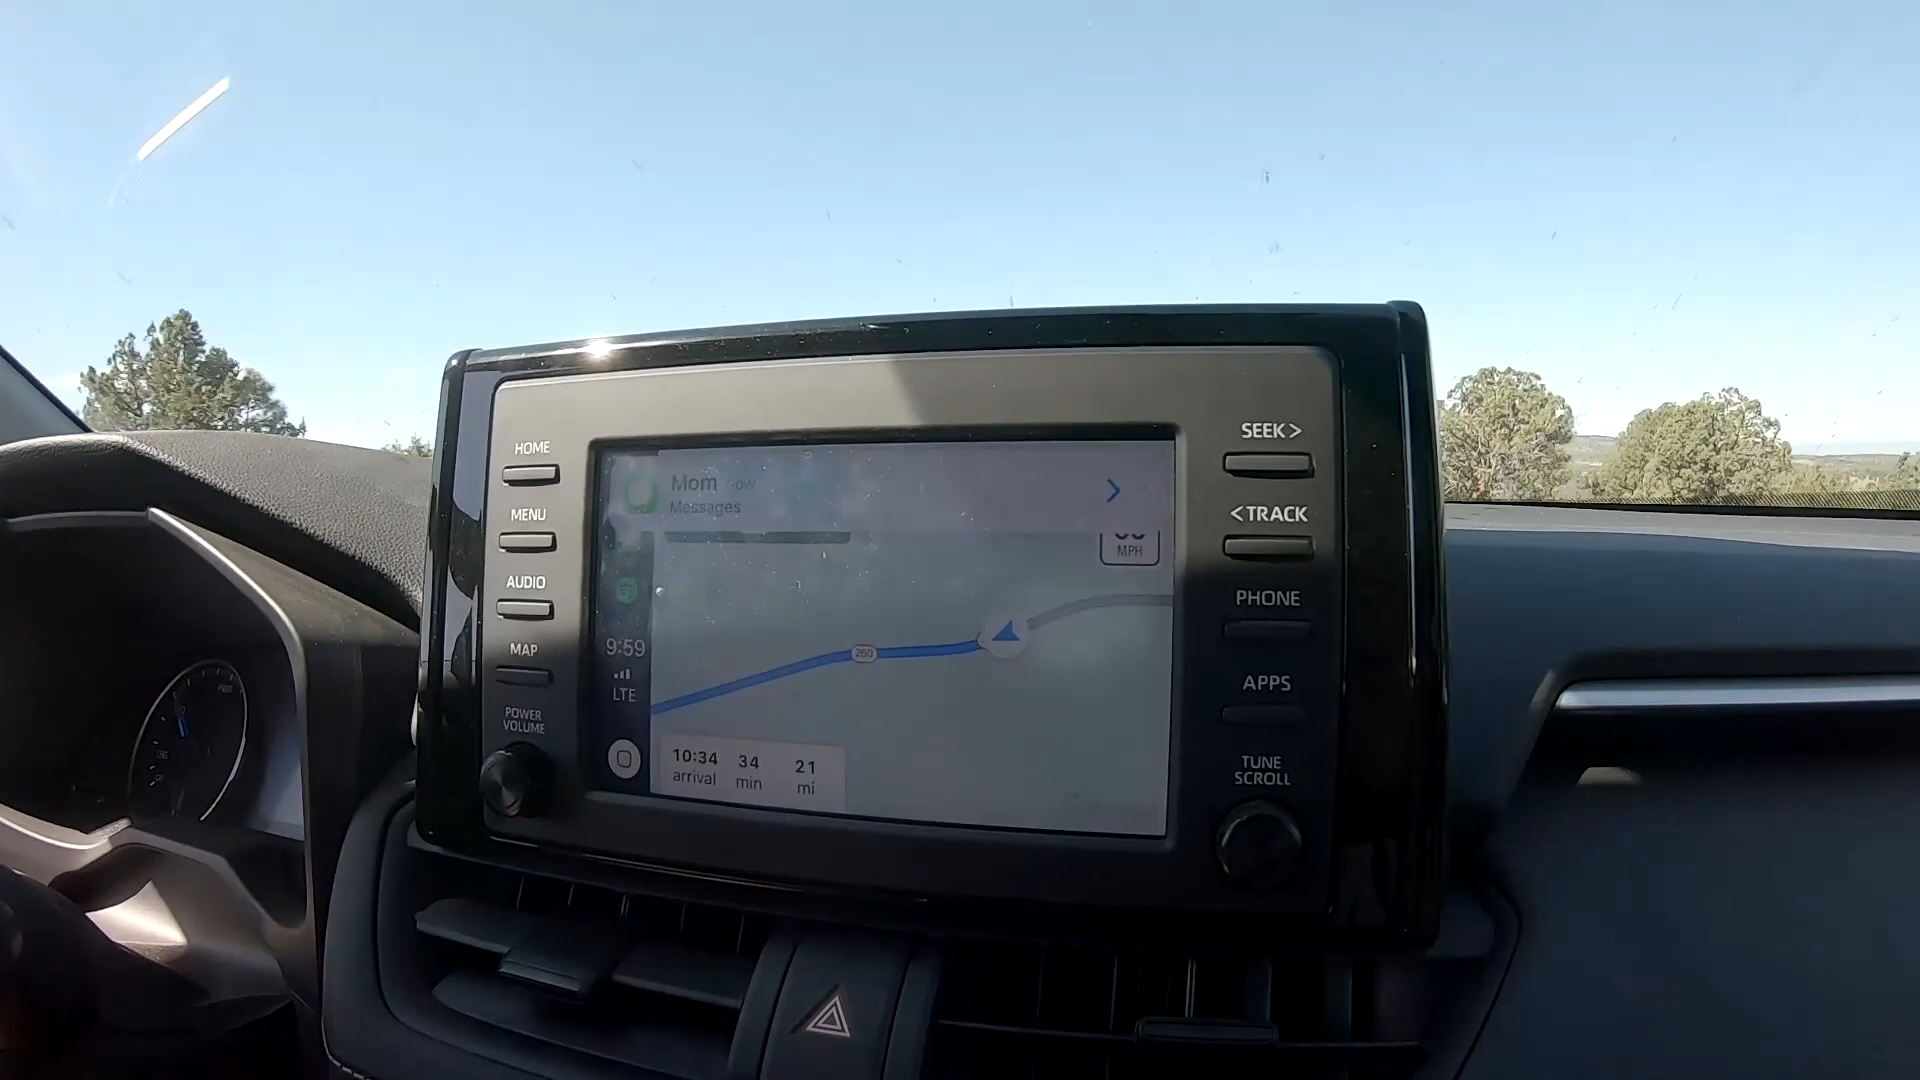 HOME
MENU
AUDIO
MAP
POWER
VOLUME
Mom now
Messages
MPH
260
9:59
LTE
10:34 34 21
arrival min mi
SEEK>
<TRACK
PHONE
APPS
TUNE
SCROLL